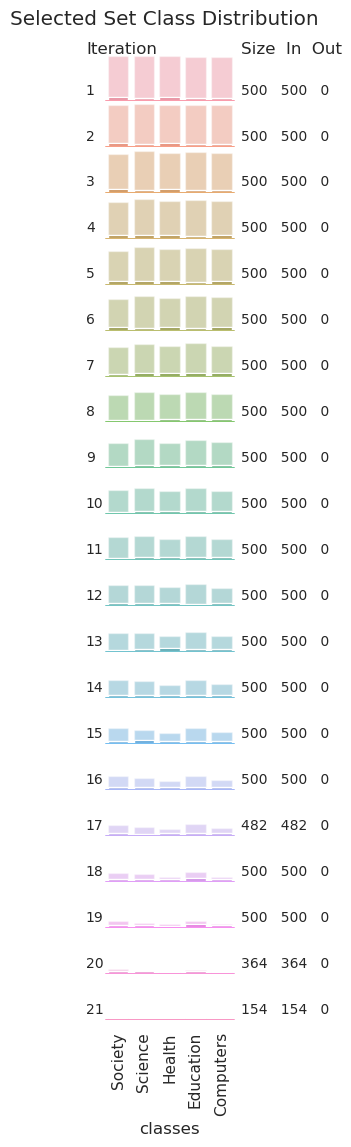 Selected Set Class Distribution
Iteration Size In Out
1 500 500 0
2 500 500 0
3 500 500 0
4 500 500 0
5 500 500 0
6 500 500 0
7 500 500 0
8 500 500 0
9 500 500 0
10 500 500 0
11 500 500 0
12 500 500 0
13 500 500 0
14 500 500 0
15 500 500 0
16 500 500 0
17 482 482 0
18 500 500 0
19 500 500 0
20 364 364 0
21 154 154 0
Society
Science
Health
Education
Computers
classes